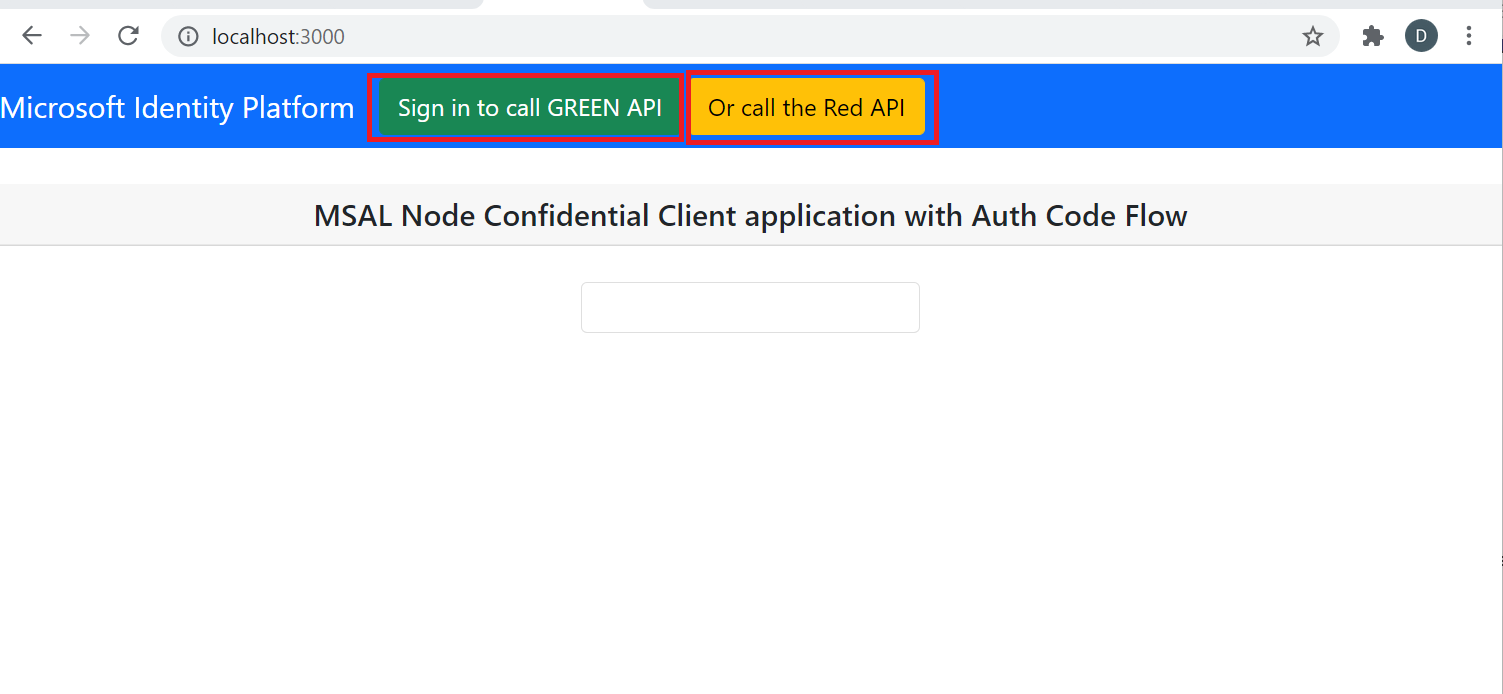 localhost:3000
D
Microsoft Identity Platform
Sign in to call GREEN API
Or call the Red API
MSAL Node Confidential Client application with Auth Code Flow